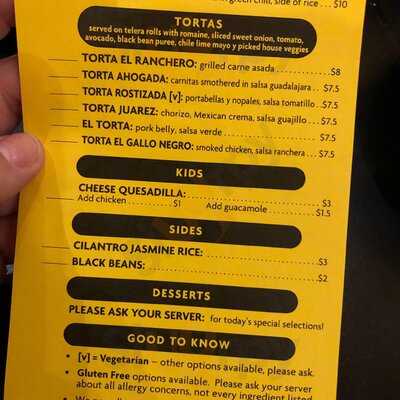 green chili, side of rice . . . $10
TORTAS
served on telera rolls with romaine, sliced sweet onion, tomato,
avocado, black bean puree, chile lime mayo y picked house veggies
TORTA EL RANCHERO: grilled carne asada . . . . . . . . . . . . . $8
TORTA AHOGADA: carnitas smothered in salsa guadalajara . . $7.5
TORTA ROSTIZADA [v]: portabellas y nopales, salsa tomatillo . $7.5
TORTA JUAREZ: chorizo, Mexican crema, salsa guajillo . . . . $7.5
EL TORTA: pork belly, salsa verde . . . . . . . . . . . . . . . . . . . . $7.5
TORTA EL GALLO NEGRO: smoked chicken, salsa ranchera . . . $7.5
KIDS
CHEESE QUESADILLA: . . . . . . . . . . . . . . . . . . . . . . . . . . . $3
Add chicken . . . . . . . . . . . $1 Add guacamole . . . . . . . . . . $1.5
SIDES
CILANTRO JASMINE RICE: . . . . . . . . . . . . . . . . . . . . . . . $3
BLACK BEANS: . . . . . . . . . . . . . . . . . . . . . . . . . . . . . . . . $2
DESSERTS
PLEASE ASK YOUR SERVER: for today's special selections!
GOOD TO KNOW
• [v] = Vegetarian – other options available, please ask.
• Gluten Free options available. Please ask your server
about all allergy concerns, not every ingredient listed